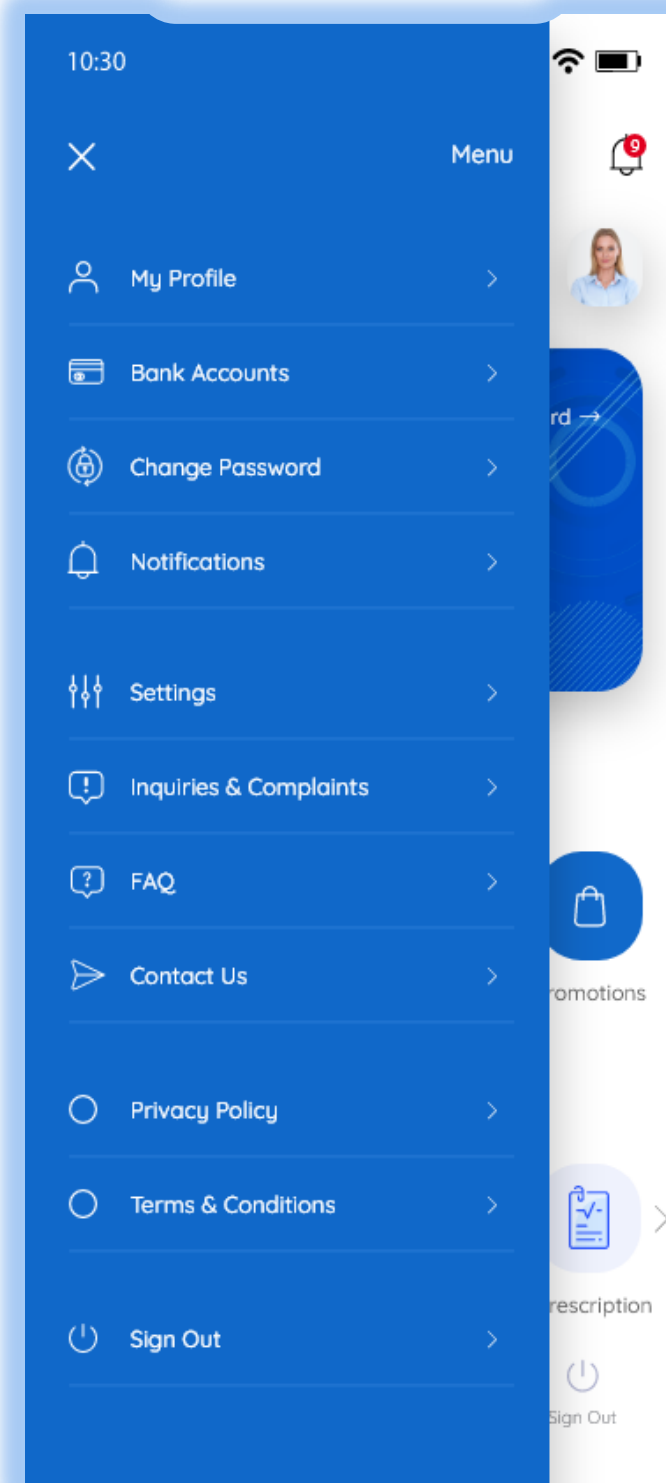 10:30
Menu
9
My Profile
Bank Accounts
rd →
Change Password
Notifications
Settings
Inquiries & Complaints
FAQ
Contact Us
romotions
Privacy Policy
Terms & Conditions
rescription
Sign Out
Sign Out